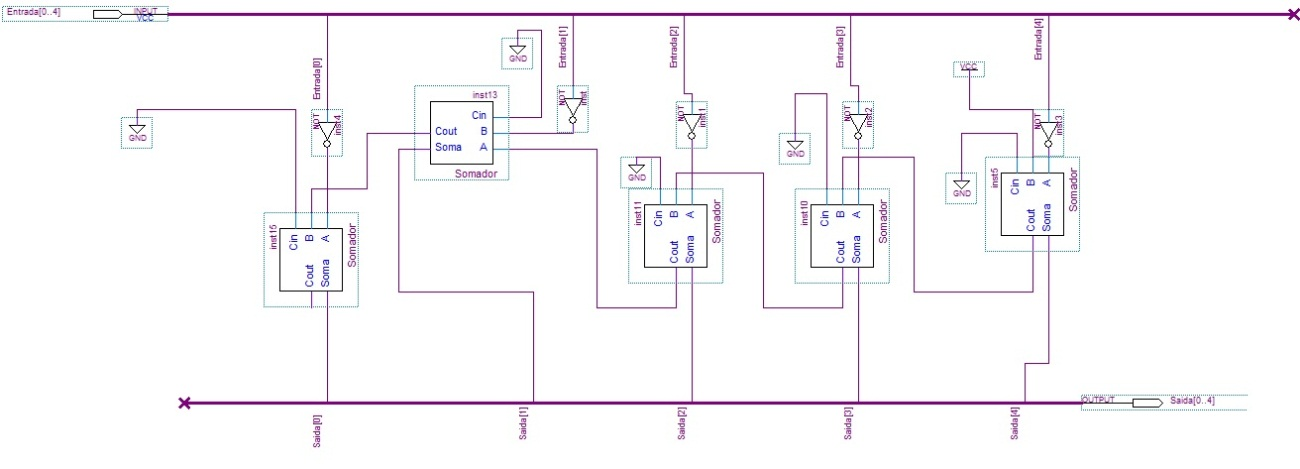 Entrada[0..4]
INPUT
VCC
Entrada[0]
Entrada[1]
Entrada[2]
Entrada[3]
Entrada[4]
GND
NOT
inst4
GND
inst13
Cin
Cout
B
Soma
A
Somador
NOT
inst
NOT
inst1
GND
NOT
inst2
VCC
NOT
inst3
GND
GND
inst15
Cin
B
A
Cout
Soma
Somador
inst11
Cin
B
A
Cout
Soma
Somador
inst10
Cin
B
A
Cout
Soma
Somador
inst5
Cin
B
A
Cout
Soma
Somador
OUTPUT
Saida[0..4]
Saida[0]
Saida[1]
Saida[2]
Saida[3]
Saida[4]